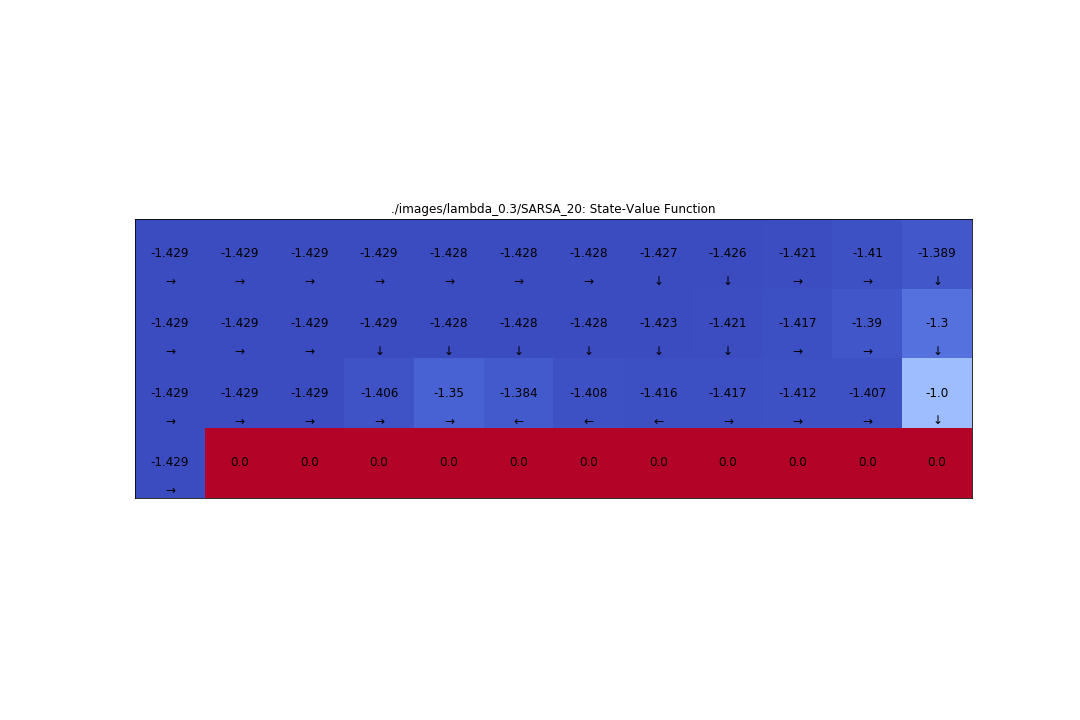 ./images/lambda_0.3/SARSA_20: State-Value Function
-1.429 -1.429 -1.429 -1.429 -1.428 -1.428 -1.428 -1.427 -1.426 -1.421 -1.41 -1.389
→ → → → → → → ↓ ↓ → → ↓
-1.429 -1.429 -1.429 -1.429 -1.428 -1.428 -1.428 -1.423 -1.421 -1.417 -1.39 -1.3
→ → → ↓ ↓ ↓ ↓ ↓ ↓ → → ↓
-1.429 -1.429 -1.429 -1.406 -1.35 -1.384 -1.408 -1.416 -1.417 -1.412 -1.407 -1.0
→ → → → → ← ← ← → → → ↓
-1.429 0.0 0.0 0.0 0.0 0.0 0.0 0.0 0.0 0.0 0.0 0.0
→